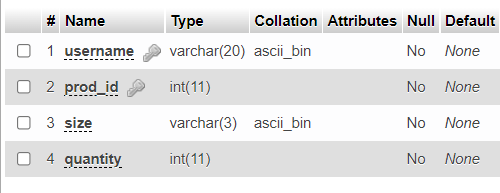 # Name Type Collation Attributes Null Default
1 username varchar(20) ascii_bin No None
2 prod_id int(11) No None
3 size varchar(3) ascii_bin No None
4 quantity int(11) No None